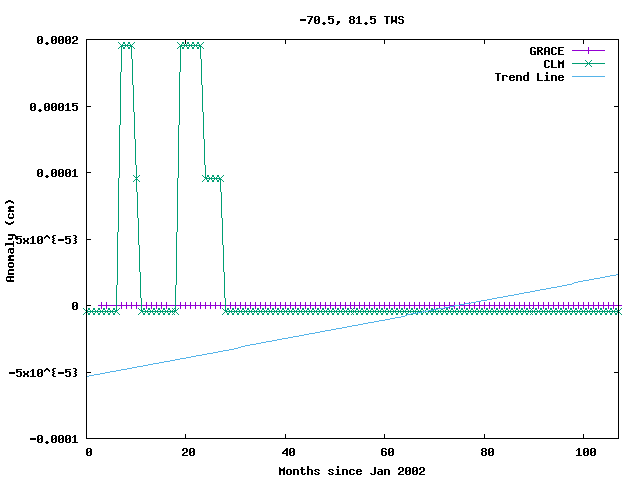 -70.5, 81.5 TWS
GRACE
CLM
Trend Line
0.0002
0.00015
0.0001
5x10^{-5}
0
-5x10^{-5}
-0.0001
Anomaly (cm)
0 20 40 60 80 100
Months since Jan 2002